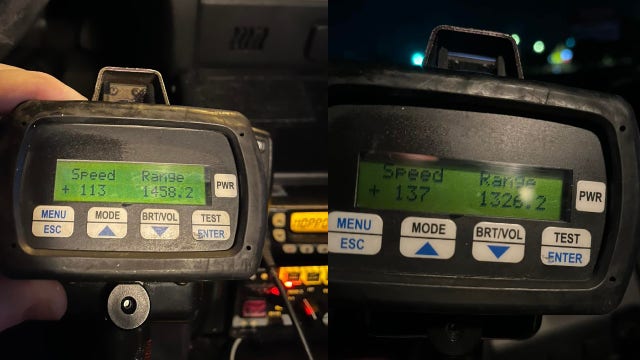 Speed Range
+ 113 1458.2
PWR
MENU MODE BRT/VOL TEST
ESC ENTER
Speed Range
+ 137 1326.2
PWR
MENU MODE BRT/VOL TEST
ESC ENTER